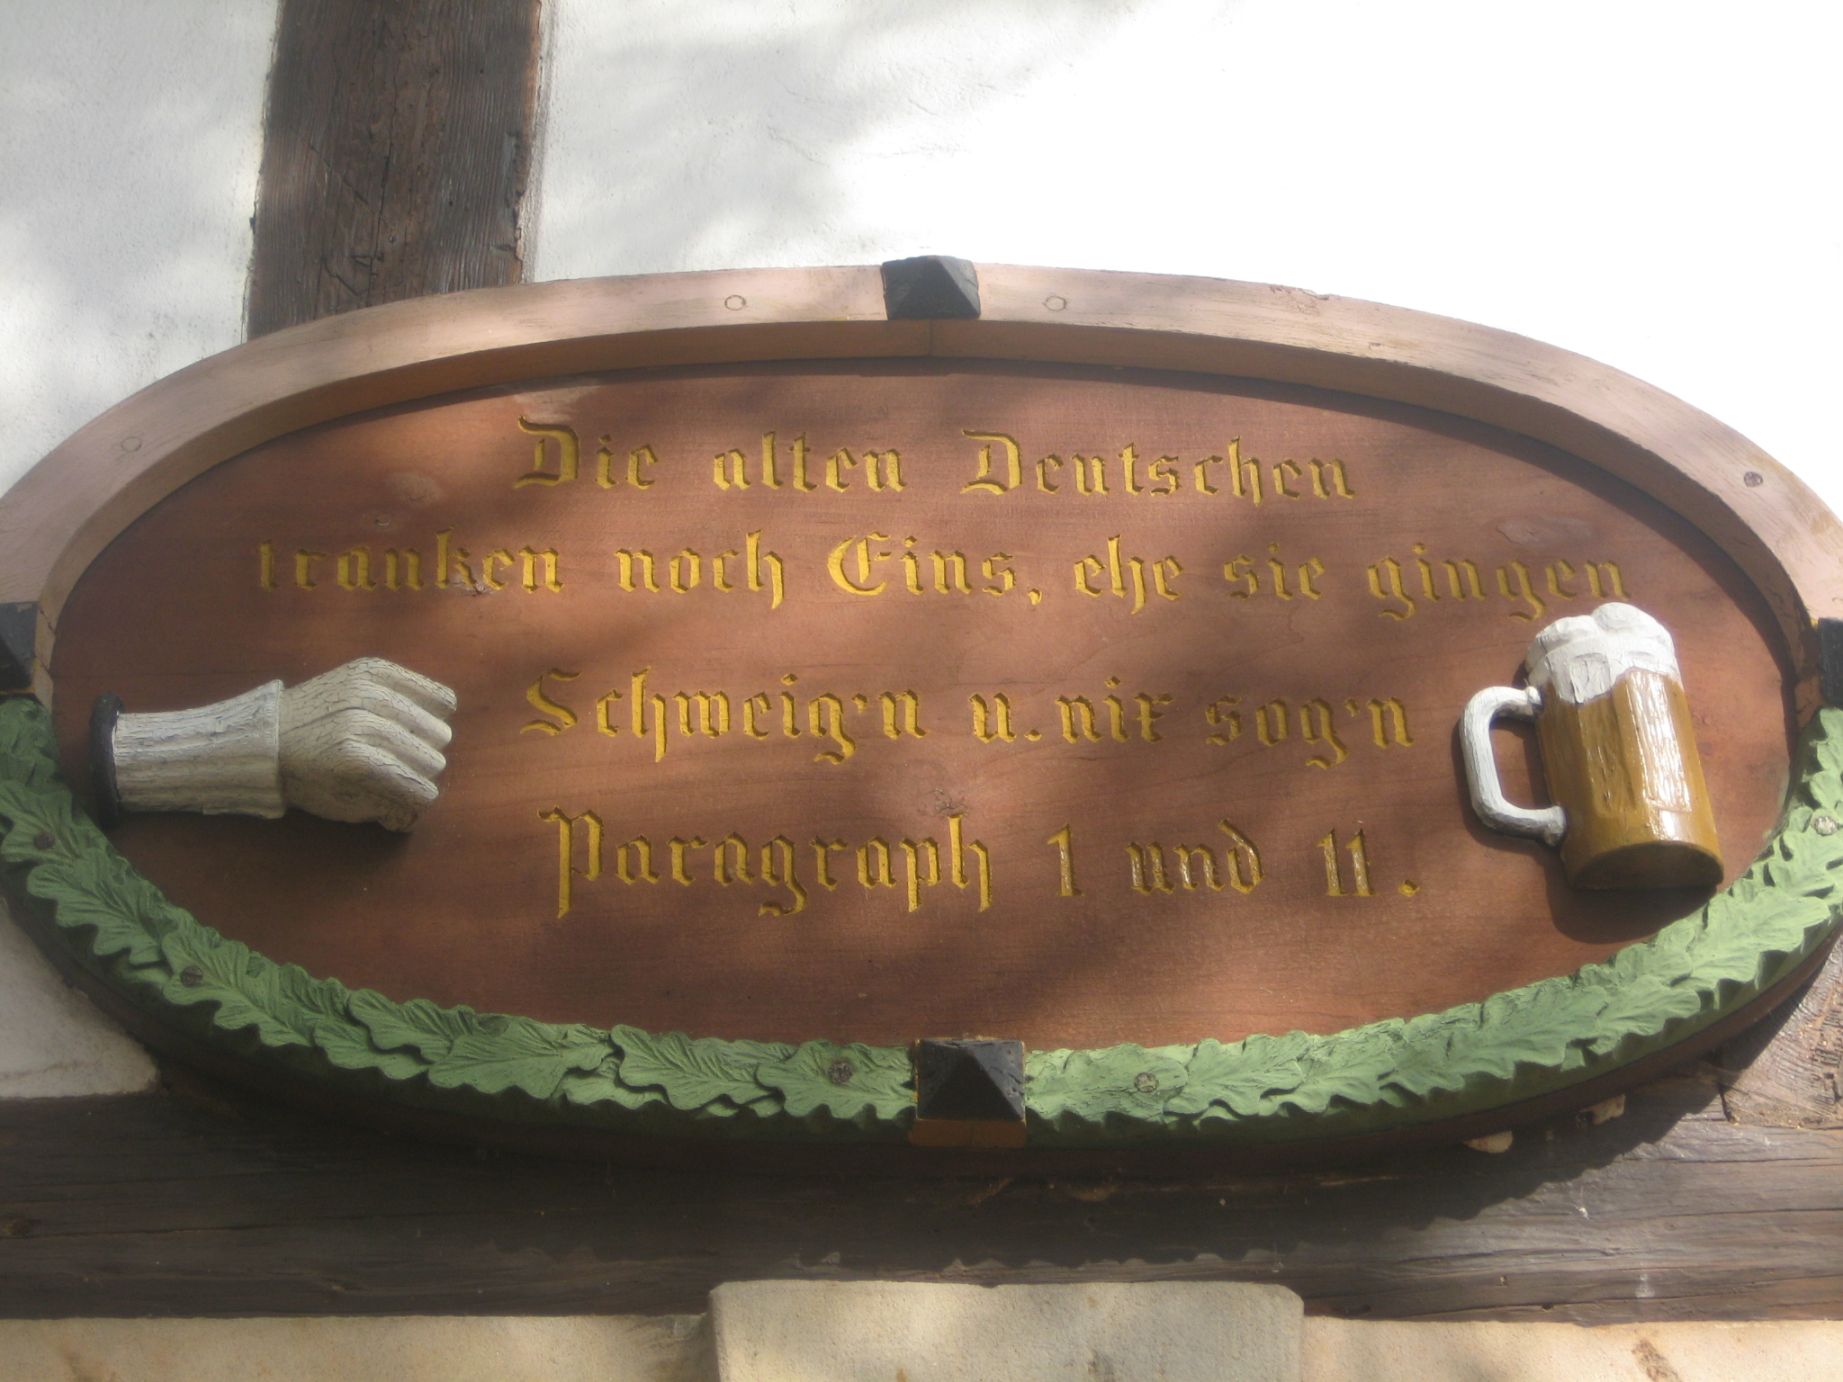 Die alten Deutschen
tranken noch Eins, ehe sie gingen
Schweig'n u. nix sog'n
Paragraph 1 und 11.